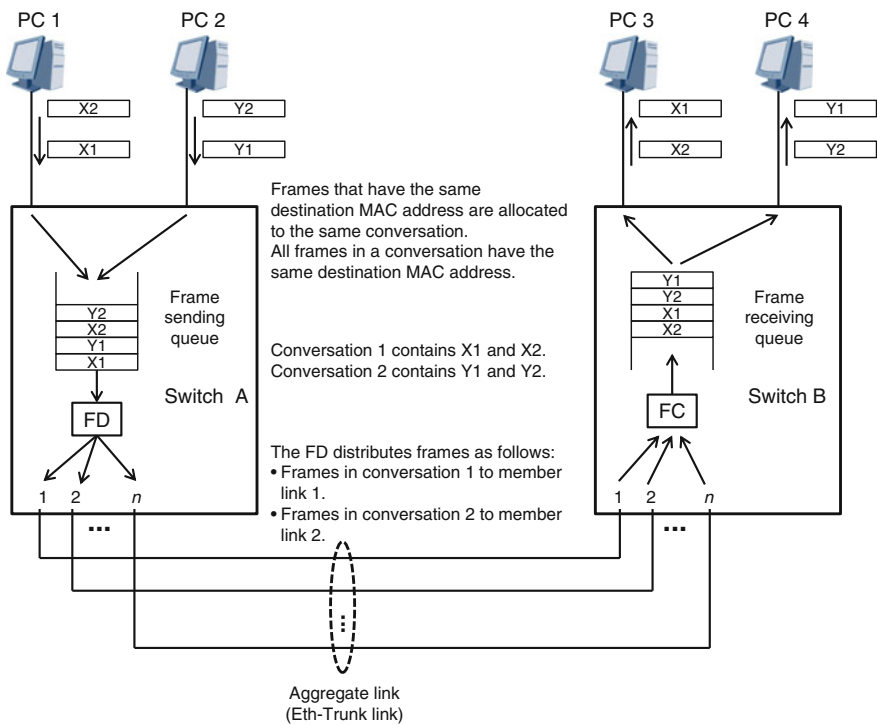 PC 1
PC 2
PC 3
PC 4
X2
X1
Y2
Y1
X1
X2
Y1
Y2
Frames that have the same
destination MAC address are allocated
to the same conversation.
All frames in a conversation have the
same destination MAC address.
Frame
sending
queue
Y2
X2
Y1
X1
Y1
Y2
X1
X2
Frame
receiving
queue
Conversation 1 contains X1 and X2.
Conversation 2 contains Y1 and Y2.
Switch A
Switch B
FD
FC
The FD distributes frames as follows:
• Frames in conversation 1 to member
link 1.
• Frames in conversation 2 to member
link 2.
1 2 n
...
1 2 n
...
...
Aggregate link
(Eth-Trunk link)